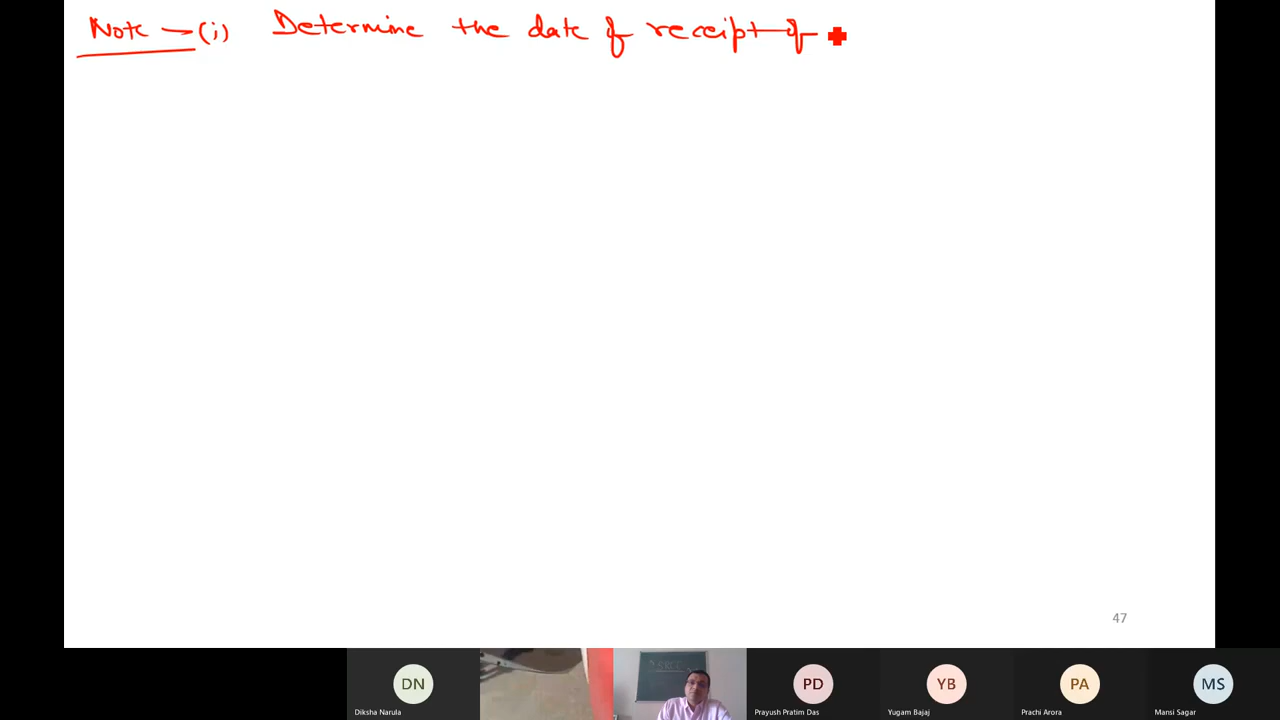 Note → (i) Determine the date of receipt of
47
DN
PD
YB
PA
MS
Diksha Narula
Prayush Pratim Das
Yugam Bajaj
Prachi Arora
Mansi Sagar